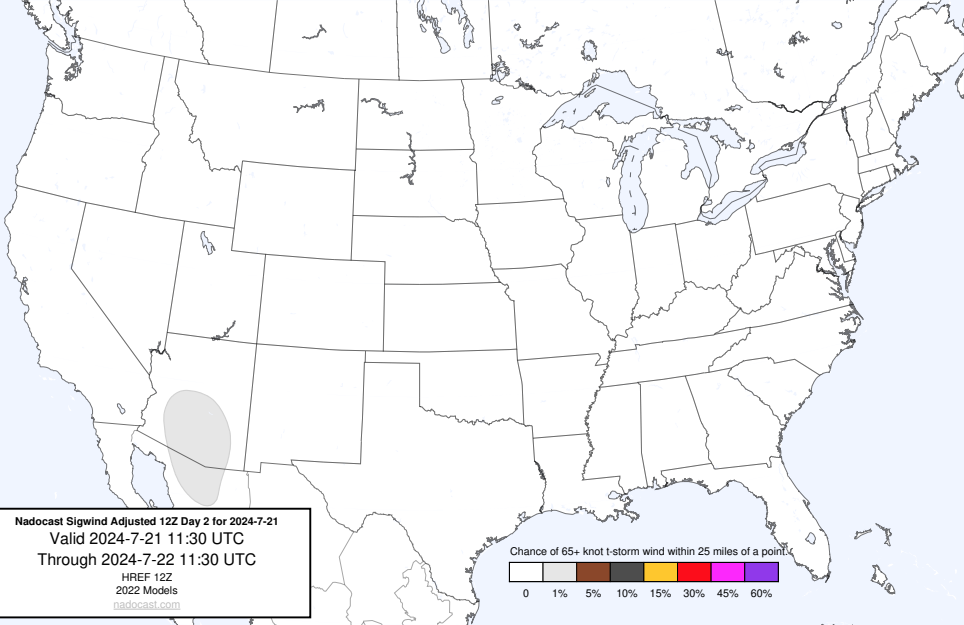 Nadocast Sigwind Adjusted 12Z Day 2 for 2024-7-21
Valid 2024-7-21 11:30 UTC
Through 2024-7-22 11:30 UTC
HREF 12Z
2022 Models
nadocast.com
Chance of 65+ knot t-storm wind within 25 miles of a point.
0 1% 5% 10% 15% 30% 45% 60%